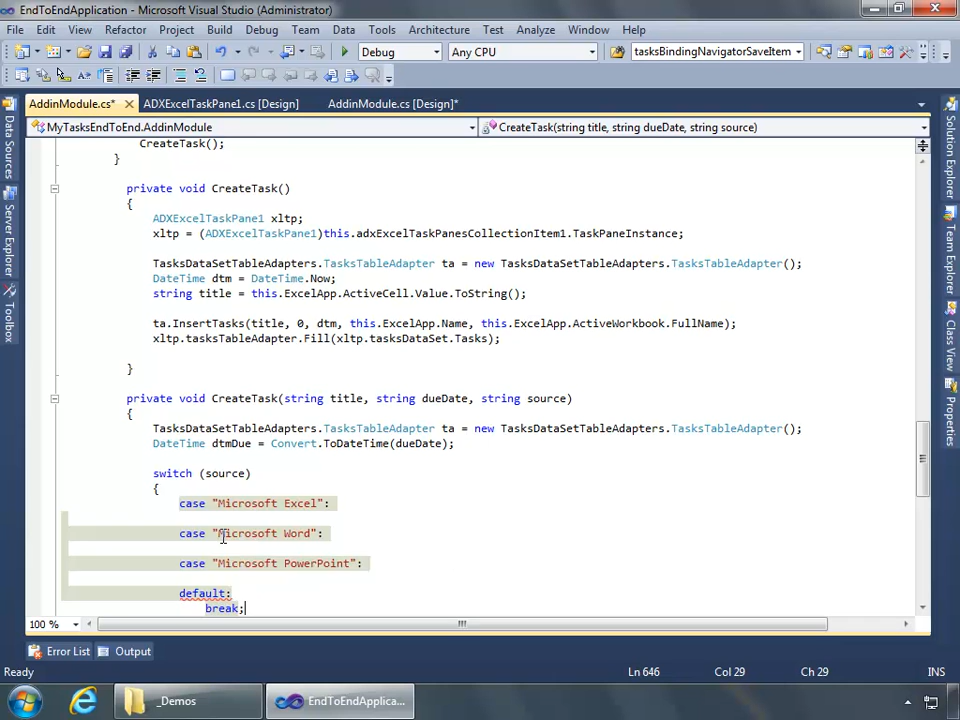 EndToEndApplication - Microsoft Visual Studio (Administrator)
File Edit View Refactor Project Build Debug Team Data Tools Architecture Test Analyze Window Help
Debug Any CPU tasksBindingNavigatorSaveItem
AddinModule.cs* ADXExcelTaskPane1.cs [Design] AddinModule.cs [Design]*
MyTasksEndToEnd.AddinModule CreateTask(string title, string dueDate, string source)
CreateTask();
}
private void CreateTask()
{
ADXExcelTaskPane1 xltp;
xltp = (ADXExcelTaskPane1)this.adxExcelTaskPanesCollectionItem1.TaskPaneInstance;
TasksDataSetTableAdapters.TasksTableAdapter ta = new TasksDataSetTableAdapters.TasksTableAdapter();
DateTime dtm = DateTime.Now;
string title = this.ExcelApp.ActiveCell.Value.ToString();
ta.InsertTasks(title, 0, dtm, this.ExcelApp.Name, this.ExcelApp.ActiveWorkbook.FullName);
xltp.tasksTableAdapter.Fill(xltp.tasksDataSet.Tasks);
}
private void CreateTask(string title, string dueDate, string source)
{
TasksDataSetTableAdapters.TasksTableAdapter ta = new TasksDataSetTableAdapters.TasksTableAdapter();
DateTime dtmDue = Convert.ToDateTime(dueDate);
switch (source)
{
case "Microsoft Excel":
case "Microsoft Word":
case "Microsoft PowerPoint":
default:
break;
100 %
Data Sources
Server Explorer
Toolbox
Solution Explorer
Team Explorer
Class View
Properties
Error List Output
Ready Ln 646 Col 29 Ch 29 INS
_Demos EndToEndApplica...